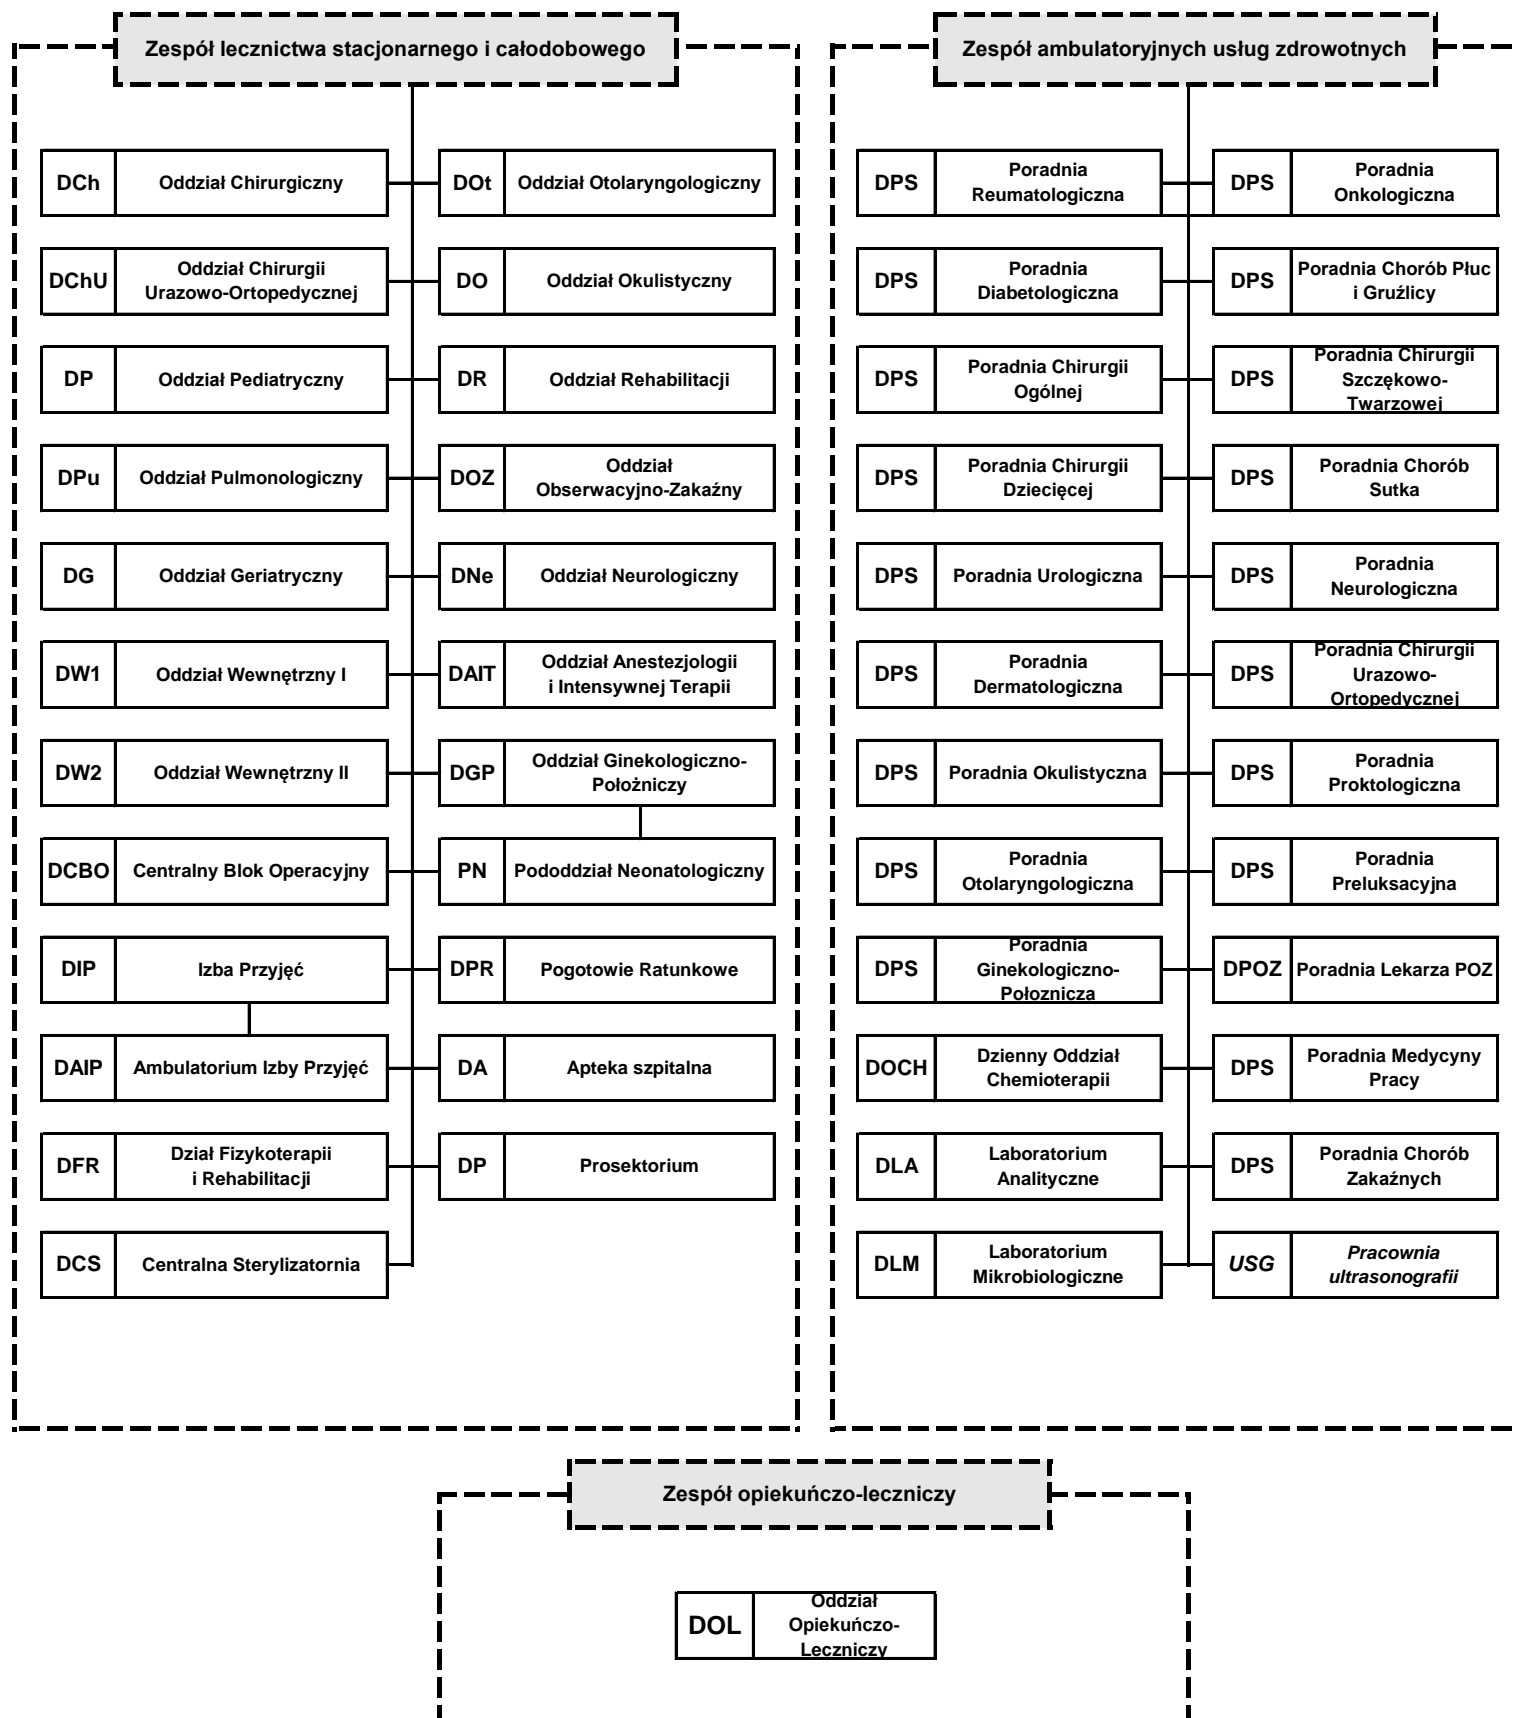 Zespół lecznictwa stacjonarnego i całodobowego
DCh
Oddział Chirurgiczny
DOt
Oddział Otolaryngologiczny
DChU
Oddział Chirurgii
Urazowo-Ortopedycznej
DO
Oddział Okulistyczny
DP
Oddział Pediatryczny
DR
Oddział Rehabilitacji
DPu
Oddział Pulmonologiczny
DOZ
Oddział
Obserwacyjno-Zakaźny
DG
Oddział Geriatryczny
DNe
Oddział Neurologiczny
DW1
Oddział Wewnętrzny I
DAIT
Oddział Anestezjologii
i Intensywnej Terapii
DW2
Oddział Wewnętrzny II
DGP
Oddział Ginekologiczno-
Położniczy
DCBO
Centralny Blok Operacyjny
PN
Pododdział Neonatologiczny
DIP
Izba Przyjęć
DPR
Pogotowie Ratunkowe
DAIP
Ambulatorium Izby Przyjęć
DA
Apteka szpitalna
DFR
Dział Fizykoterapii
i Rehabilitacji
DP
Prosektorium
DCS
Centralna Sterylizatornia
Zespół ambulatoryjnych usług zdrowotnych
DPS
Poradnia
Reumatologiczna
DPS
Poradnia
Onkologiczna
DPS
Poradnia
Diabetologiczna
DPS
Poradnia Chorób Płuc
i Gruźlicy
DPS
Poradnia Chirurgii
Ogólnej
DPS
Poradnia Chirurgii
Szczękowo-
Twarzowej
DPS
Poradnia Chirurgii
Dziecięcej
DPS
Poradnia Chorób
Sutka
DPS
Poradnia Urologiczna
DPS
Poradnia
Neurologiczna
DPS
Poradnia
Dermatologiczna
DPS
Poradnia Chirurgii
Urazowo-
Ortopedycznej
DPS
Poradnia Okulistyczna
DPS
Poradnia
Proktologiczna
DPS
Poradnia
Otolaryngologiczna
DPS
Poradnia
Preluksacyjna
DPS
Poradnia
Ginekologiczno-
Połoznicza
DPOZ
Poradnia Lekarza POZ
DOCH
Dzienny Oddział
Chemioterapii
DPS
Poradnia Medycyny
Pracy
DLA
Laboratorium
Analityczne
DPS
Poradnia Chorób
Zakaźnych
DLM
Laboratorium
Mikrobiologiczne
USG
Pracownia
ultrasonografii
Zespół opiekuńczo-leczniczy
DOL
Oddział
Opiekuńczo-
Leczniczy